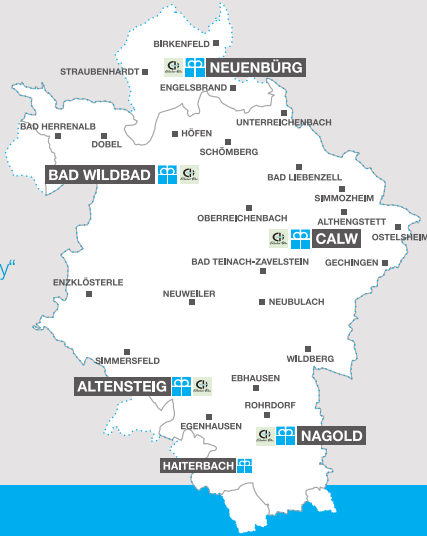 BIRKENFELD
STRAUBENHARDT
NEUENBÜRG
ENGELSBRAND
UNTERREICHENBACH
BAD HERRENALB
DOBEL
HÖFEN
SCHÖMBERG
BAD WILDBAD
BAD LIEBENZELL
SIMMOZHEIM
OBERREICHENBACH
ALTHENGSTETT
OSTELSHEIM
CALW
BAD TEINACH-ZAVELSTEIN
GECHINGEN
y“
ENZKLÖSTERLE
NEUWEILER
NEUBULACH
SIMMERSFELD
WILDBERG
ALTENSTEIG
EBHAUSEN
ROHRDORF
EGENHAUSEN
NAGOLD
HAITERBACH